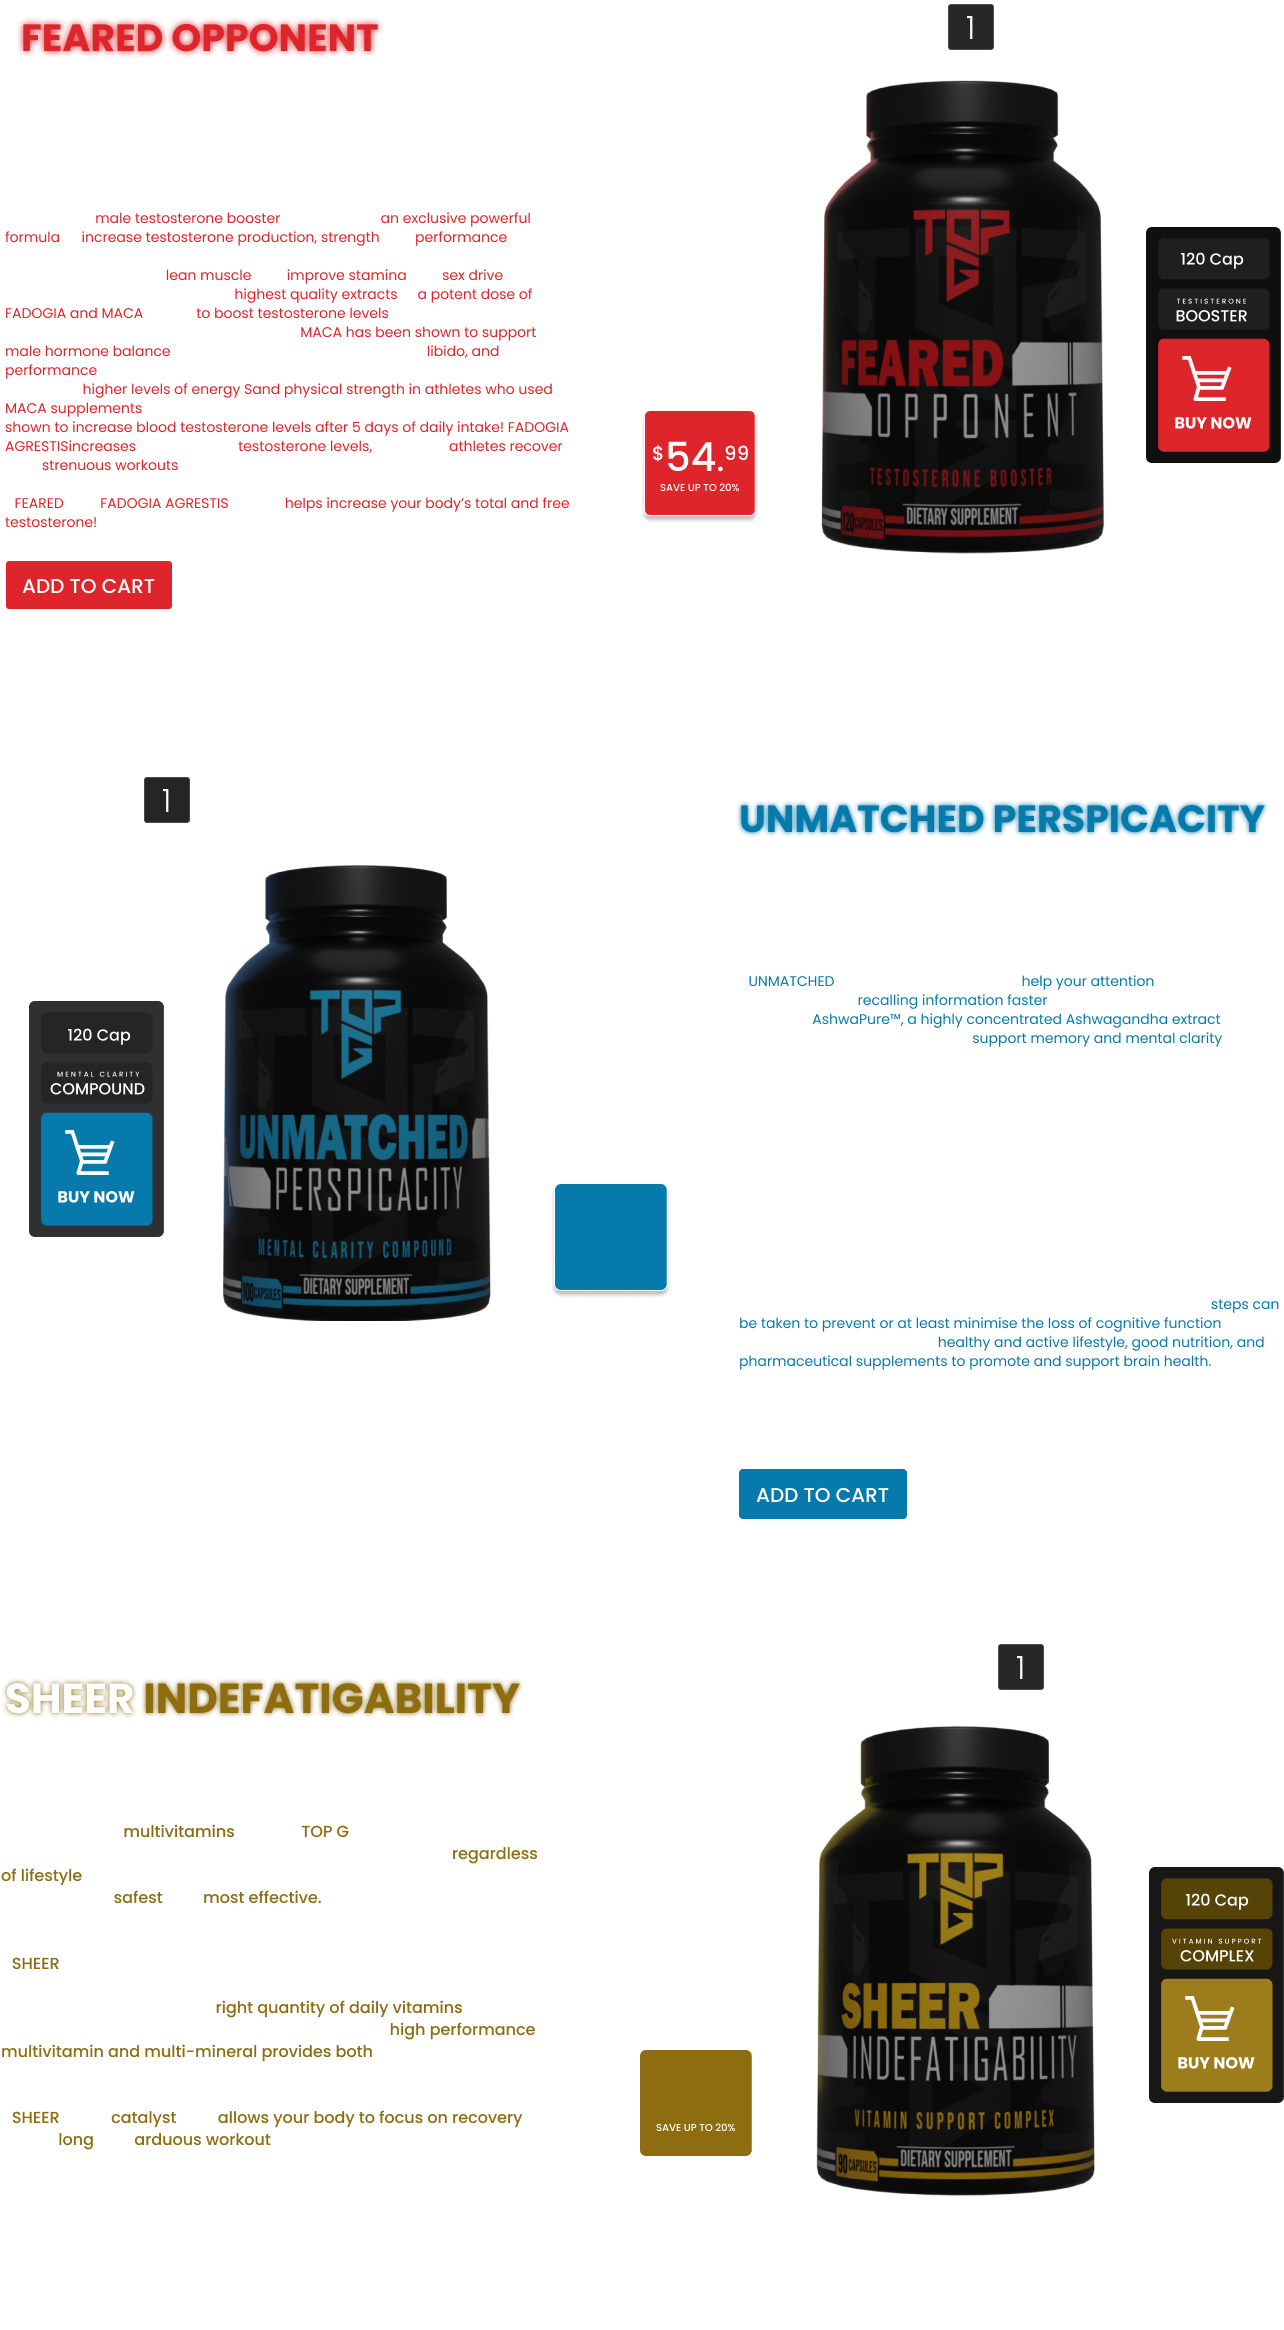 FEARED OPPONENT
1
male testosterone booster an exclusive powerful
formula increase testosterone production, strength performance
lean muscle improve stamina sex drive
highest quality extracts a potent dose of
FADOGIA and MACA to boost testosterone levels
MACA has been shown to support
male hormone balance libido, and
performance
higher levels of energy Sand physical strength in athletes who used
MACA supplements
shown to increase blood testosterone levels after 5 days of daily intake! FADOGIA
AGRESTISincreases testosterone levels, athletes recover
strenuous workouts
FEARED FADOGIA AGRESTIS helps increase your body's total and free
testosterone!
ADD TO CART
$54.99
SAVE UP TO 20%
TOP
G
FEARED
OPPONENT
TESTOSTERONE BOOSTER
DIETARY SUPPLEMENT
120 CAPSULES
120 Cap
TESTISTERONE
BOOSTER
BUY NOW
1
120 Cap
MENTAL CLARITY
COMPOUND
BUY NOW
TOP
G
UNMATCHED
PERSPICACITY
MENTAL CLARITY COMPOUND
DIETARY SUPPLEMENT
100 CAPSULES
UNMATCHED PERSPICACITY
UNMATCHED help your attention
recalling information faster
AshwaPure™, a highly concentrated Ashwagandha extract
support memory and mental clarity
steps can
be taken to prevent or at least minimise the loss of cognitive function
healthy and active lifestyle, good nutrition, and
pharmaceutical supplements to promote and support brain health.
ADD TO CART
SHEER INDEFATIGABILITY
1
multivitamins TOP G
regardless
of lifestyle
safest most effective.
SHEER
right quantity of daily vitamins
high performance
multivitamin and multi-mineral provides both
SHEER catalyst allows your body to focus on recovery
long arduous workout
SAVE UP TO 20%
TOP
G
SHEER
INDEFATIGABILITY
VITAMIN SUPPORT COMPLEX
DIETARY SUPPLEMENT
90 CAPSULES
120 Cap
VITAMIN SUPPORT
COMPLEX
BUY NOW